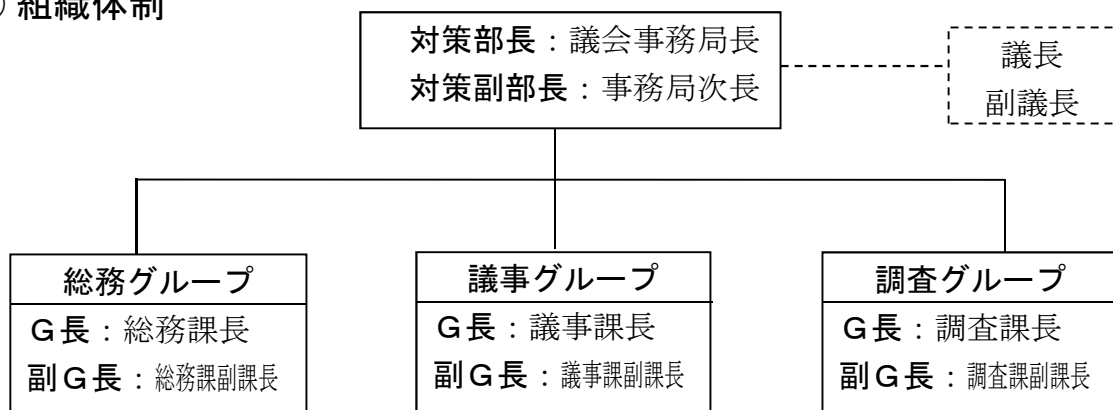 組織体制
対策部長：議会事務局長
対策副部長：事務局次長
議長
副議長
総務グループ
Ｇ長：総務課長
副Ｇ長：総務課副課長
議事グループ
Ｇ長：議事課長
副Ｇ長：議事課副課長
調査グループ
Ｇ長：調査課長
副Ｇ長：調査課副課長